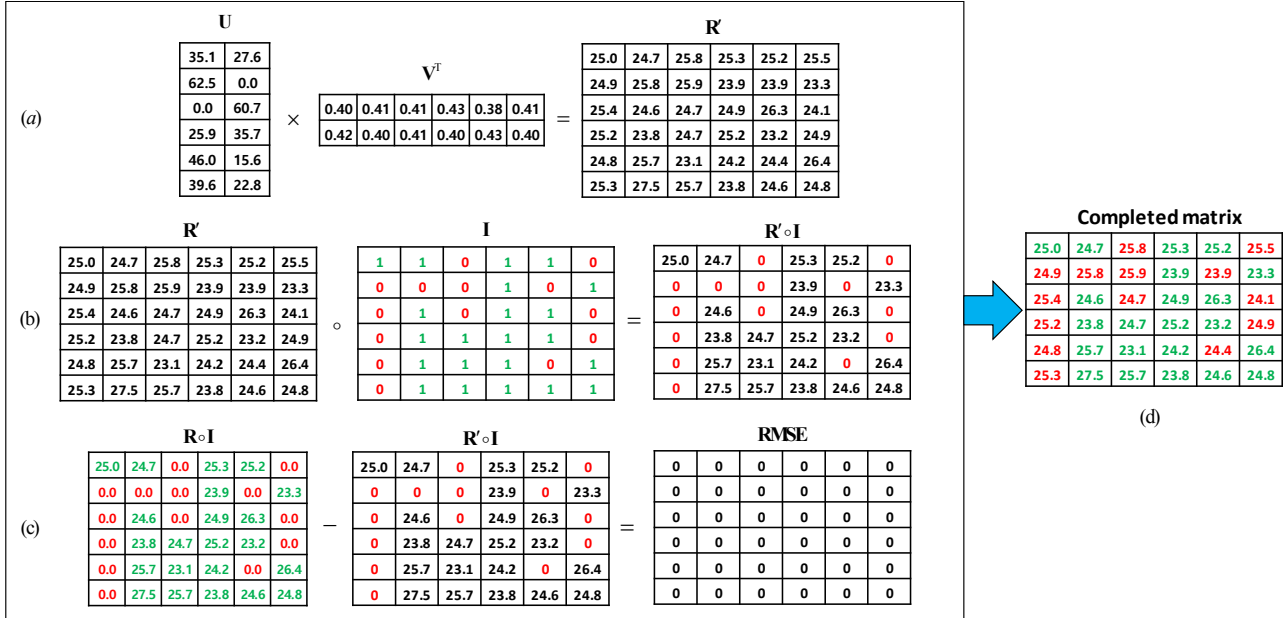 U
35.1 27.6
62.5 0.0
0.0 60.7
25.9 35.7
46.0 15.6
39.6 22.8
(a)
×
V^T
0.40 0.41 0.41 0.43 0.38 0.41
0.42 0.40 0.41 0.40 0.43 0.40
=
R'
25.0 24.7 25.8 25.3 25.2 25.5
24.9 25.8 25.9 23.9 23.9 23.3
25.4 24.6 24.7 24.9 26.3 24.1
25.2 23.8 24.7 25.2 23.2 24.9
24.8 25.7 23.1 24.2 24.4 26.4
25.3 27.5 25.7 23.8 24.6 24.8
(b)
R'
25.0 24.7 25.8 25.3 25.2 25.5
24.9 25.8 25.9 23.9 23.9 23.3
25.4 24.6 24.7 24.9 26.3 24.1
25.2 23.8 24.7 25.2 23.2 24.9
24.8 25.7 23.1 24.2 24.4 26.4
25.3 27.5 25.7 23.8 24.6 24.8
∘
I
1 1 0 1 1 0
0 0 0 1 0 1
0 1 0 1 1 0
0 1 1 1 1 0
0 1 1 1 0 1
0 1 1 1 1 1
=
R'∘I
25.0 24.7 0 25.3 25.2 0
0 0 0 23.9 0 23.3
0 24.6 0 24.9 26.3 0
0 23.8 24.7 25.2 23.2 0
0 25.7 23.1 24.2 0 26.4
0 27.5 25.7 23.8 24.6 24.8
(c)
R∘I
25.0 24.7 0.0 25.3 25.2 0.0
0.0 0.0 0.0 23.9 0.0 23.3
0.0 24.6 0.0 24.9 26.3 0.0
0.0 23.8 24.7 25.2 23.2 0.0
0.0 25.7 23.1 24.2 0.0 26.4
0.0 27.5 25.7 23.8 24.6 24.8
−
R'∘I
25.0 24.7 0 25.3 25.2 0
0 0 0 23.9 0 23.3
0 24.6 0 24.9 26.3 0
0 23.8 24.7 25.2 23.2 0
0 25.7 23.1 24.2 0 26.4
0 27.5 25.7 23.8 24.6 24.8
=
RMSE
0 0 0 0 0 0
0 0 0 0 0 0
0 0 0 0 0 0
0 0 0 0 0 0
0 0 0 0 0 0
0 0 0 0 0 0
Completed matrix
25.0 24.7 25.8 25.3 25.2 25.5
24.9 25.8 25.9 23.9 23.9 23.3
25.4 24.6 24.7 24.9 26.3 24.1
25.2 23.8 24.7 25.2 23.2 24.9
24.8 25.7 23.1 24.2 24.4 26.4
25.3 27.5 25.7 23.8 24.6 24.8
(d)